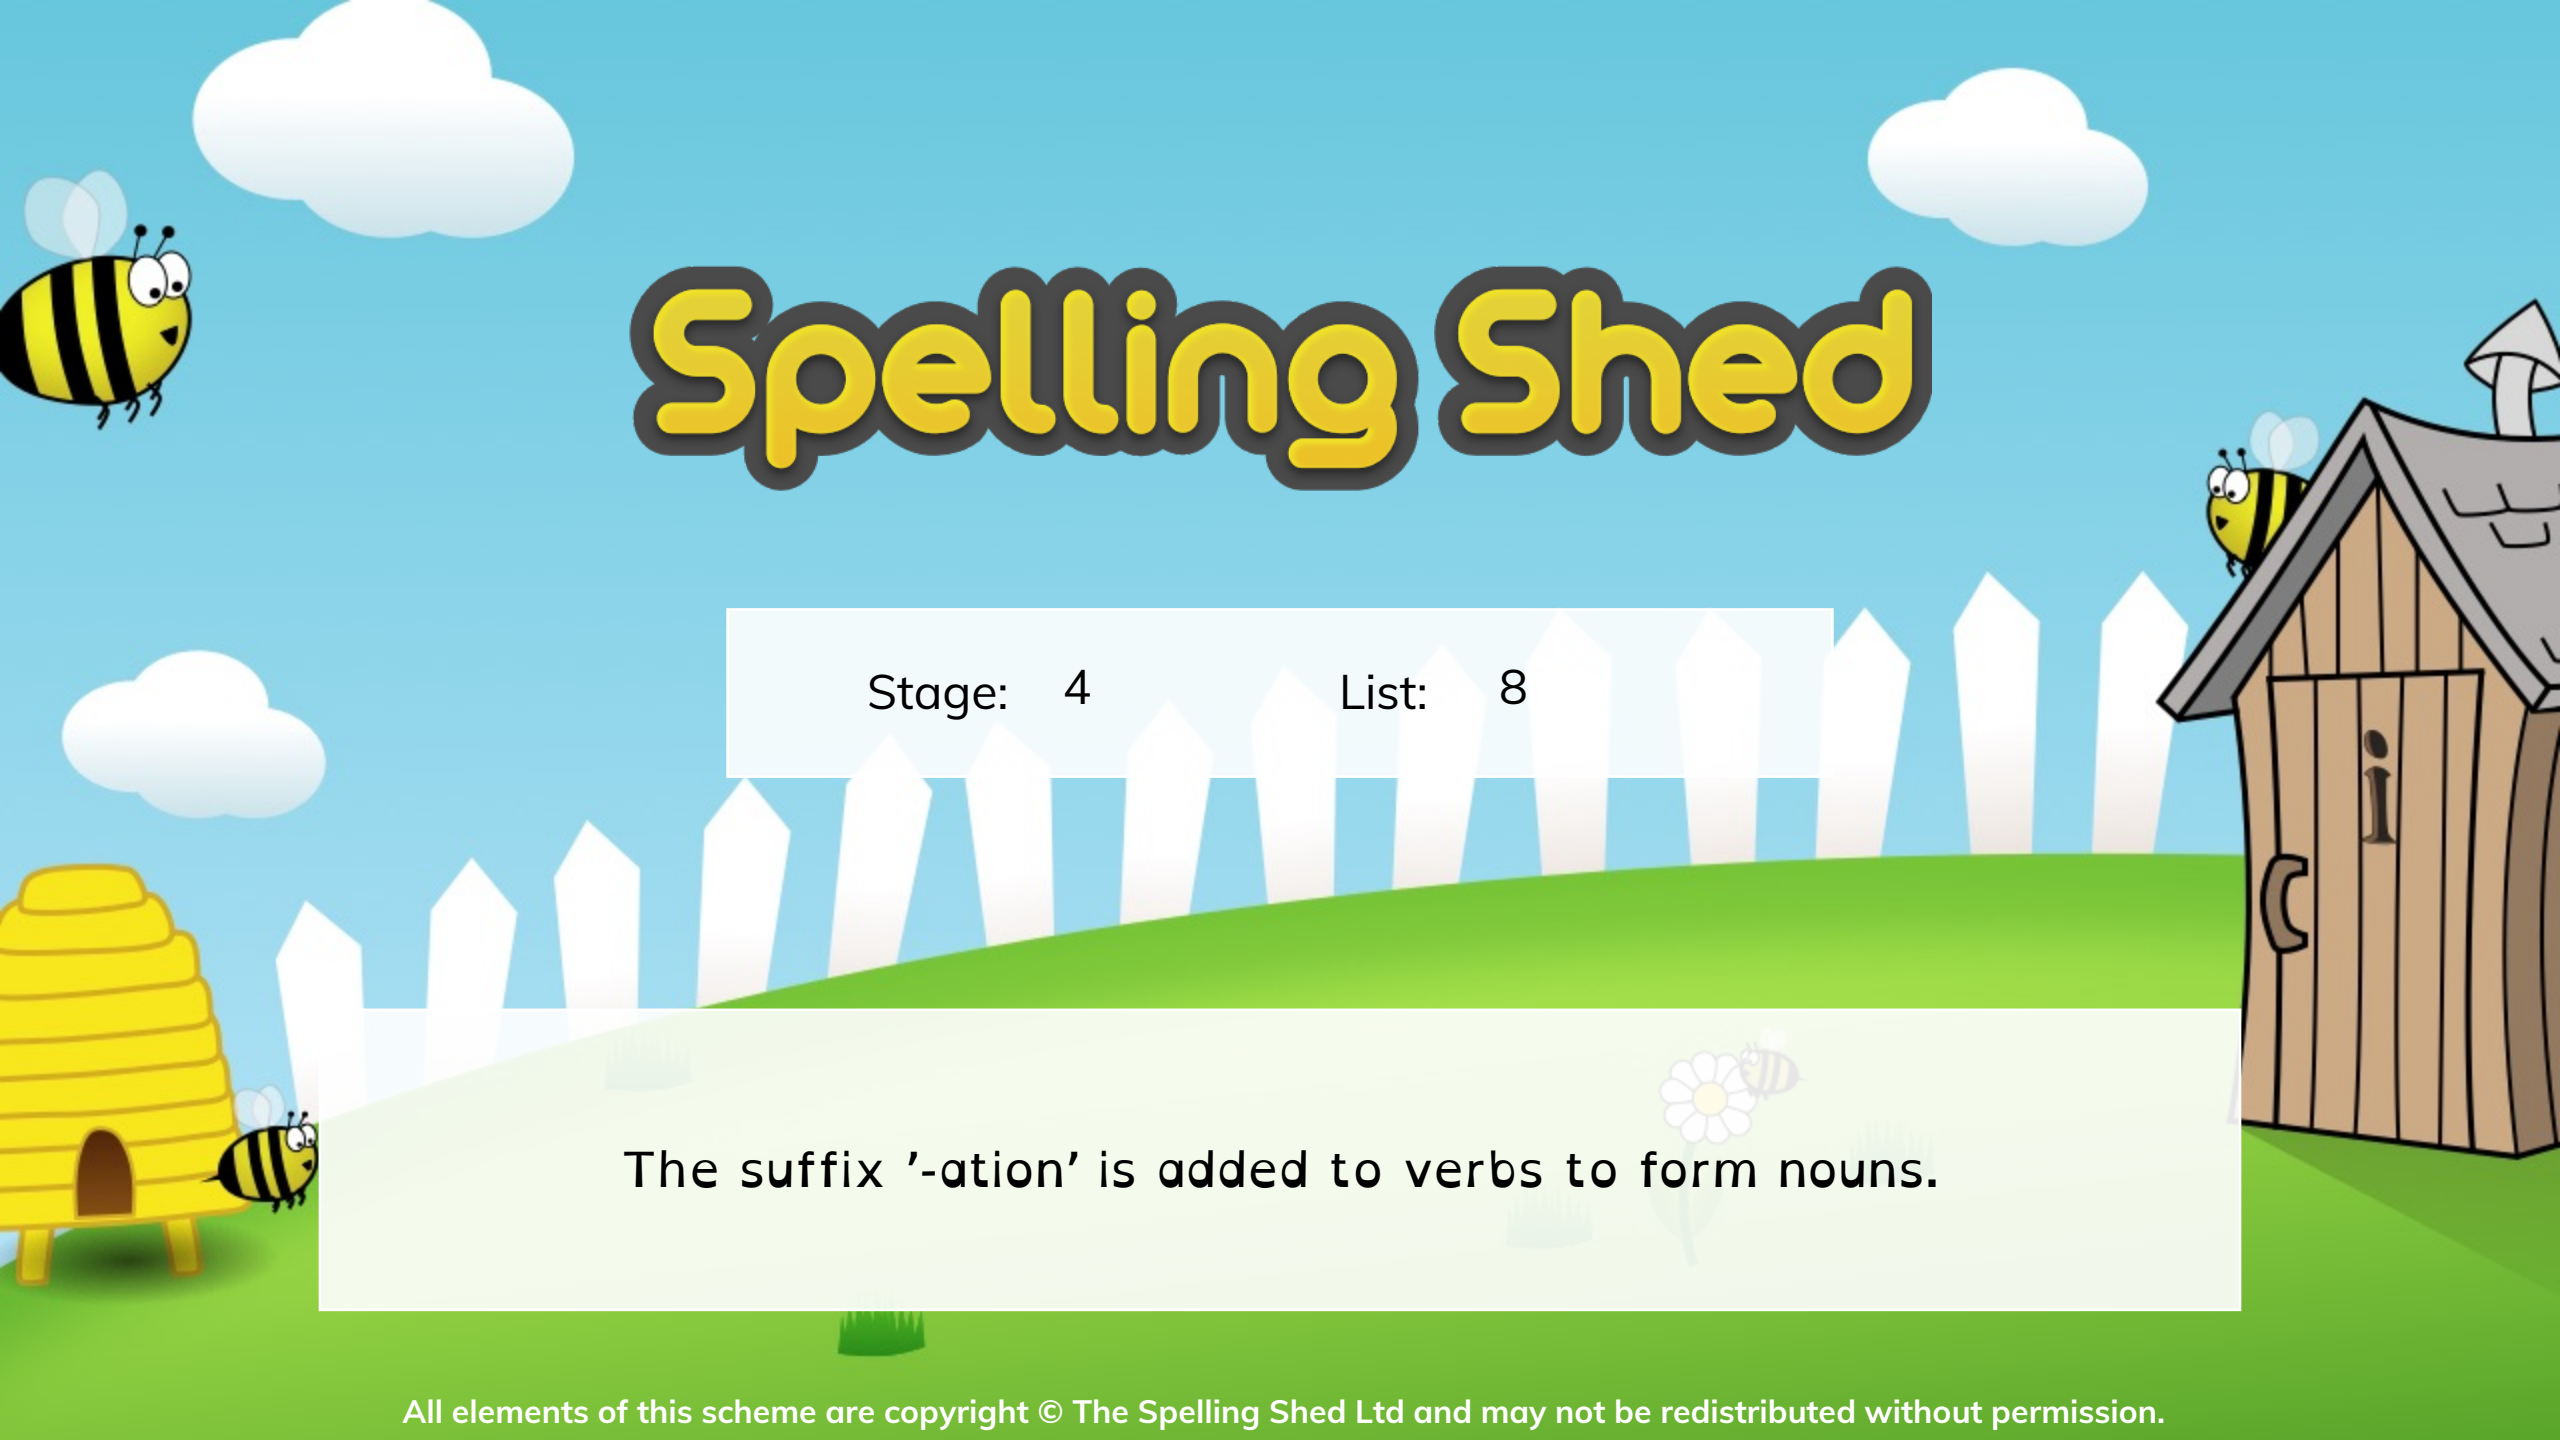 Spelling Shed
Stage: 4 List: 8
The suffix ’-ation’ is added to verbs to form nouns.
i
All elements of this scheme are copyright © The Spelling Shed Ltd and may not be redistributed without permission.